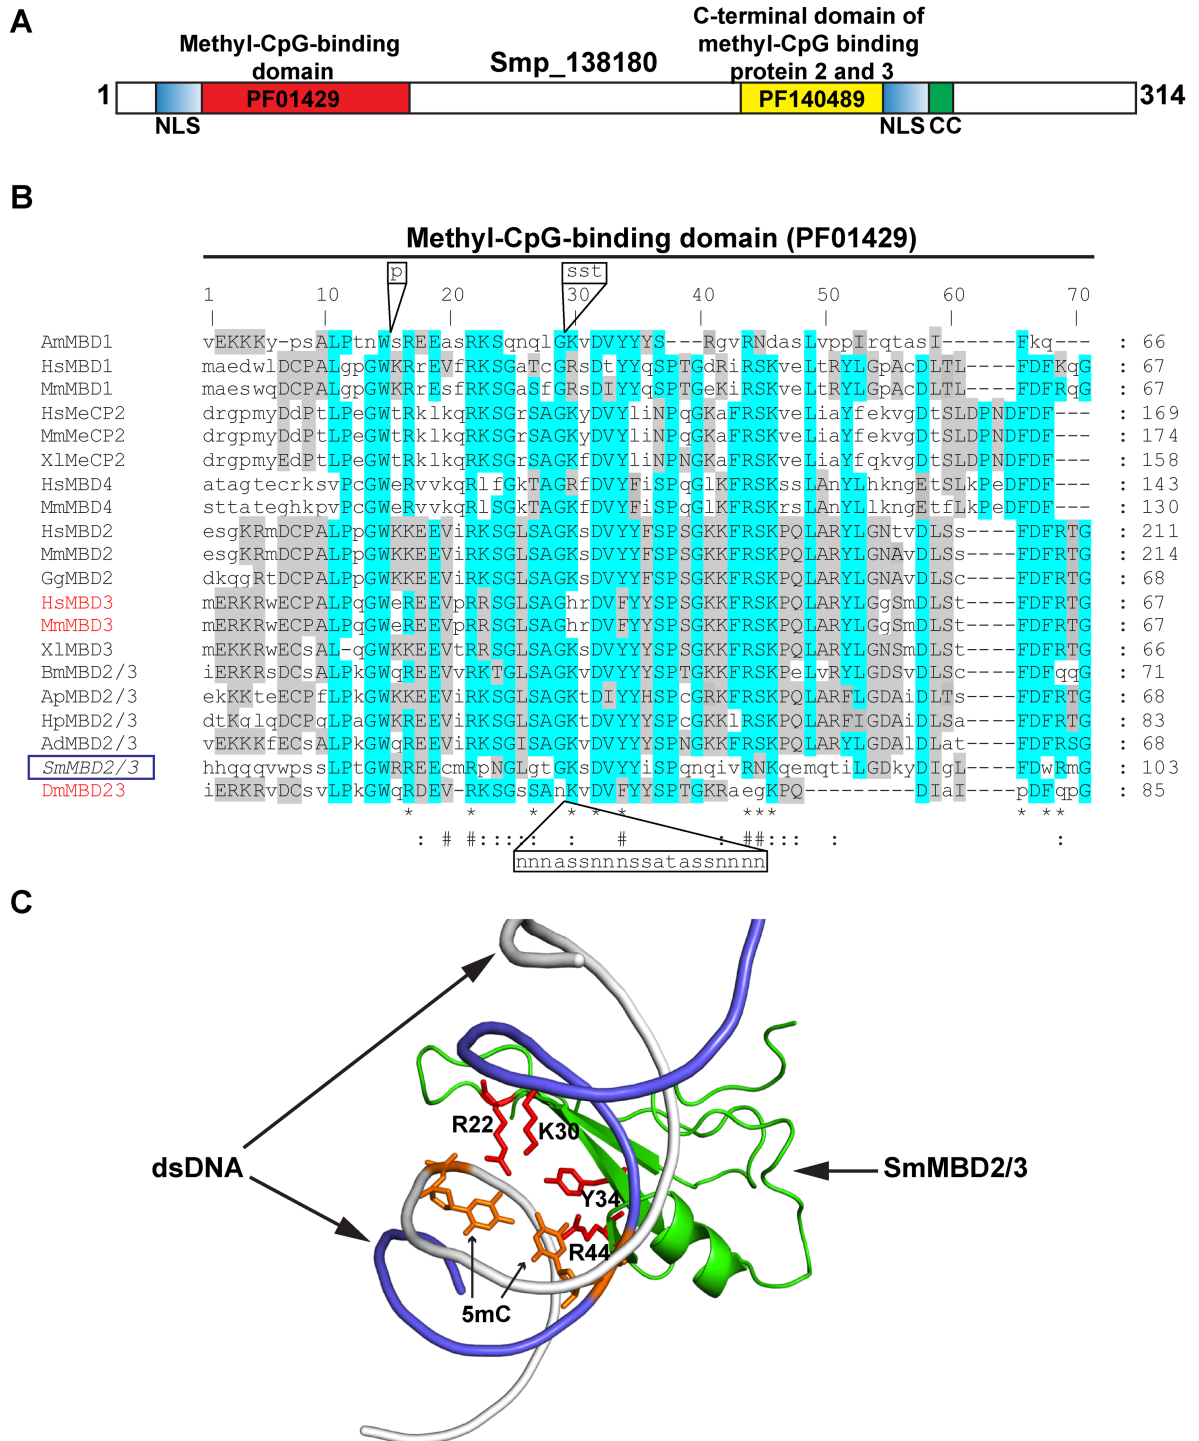 A
Methyl-CpG-binding
domain
Smp_138180
C-terminal domain of
methyl-CpG binding
protein 2 and 3
1
PF01429
PF140489
314
NLS
NLS CC
B
Methyl-CpG-binding domain (PF01429)
p
sst
1 10 20 30 40 50 60 70
AmMBD1 vEKKKy-psALPtnWsREEasRKSqnqlGKvDVYYYS---RgvRNdasLvppIrqtasI------Fkq--- : 66
HsMBD1 maedwlDCPALgpGWKRrEVfRKSGaTcGRsDtYYqSPTGdRiRSKveLtRYLGpAcDLTL----FDFKqG : 67
MmMBD1 maeswqDCPALGpGWKRrEsfRKSGaSfGRsDIYYqSPTGeKiRSKveLtRYLGpAcDLTL----FDFRqG : 67
HsMeCP2 drgpmyDdPtLPeGWtRklkqRKSGrSAGKyDVYliNPqGKaFRSKveLiaYfekvgDtSLDPNDFDF--- : 169
MmMeCP2 drgpmyDdPtLPeGWtRklkqRKSGrSAGKyDVYliNPqGKaFRSKveLiaYfekvgDtSLDPNDFDF--- : 174
XlMeCP2 drgpmyEdPtLPeGWtRklkqRKSGrSAGKfDVYliNPNGKaFRSKveLiaYfqkvgDtSLDPNDFDF--- : 158
HsMBD4 atagtecrksvPcGWeRvvkqRlfGkTAGRfDVYFiSPqGlKFRSKssLAnYLhkngEtSLkPeDFDF--- : 143
MmMBD4 sttateghkpvPcGWeRvvkqRlSGkTAGKfDVYFiSPqGlKFRSKrsLAnYLlkngEtfLkPeDFDF--- : 130
HsMBD2 esgKRmDCPALPpGWKKEEViRKSGLSAGKsDVYYFSPSGKKFRSKPQLARYLGNtvDLSs----FDFRTG : 211
MmMBD2 esgKRmDCPALPpGWKKEEViRKSGLSAGKsDVYYFSPSGKKFRSKPQLARYLGNAvDLSs----FDFRTG : 214
GgMBD2 dkqgRtDCPALPpGWKKEEViRKSGLSAGKsDVYYFSPSGKKFRSKPQLARYLGNAvDLSc----FDFRTG : 68
HsMBD3 mERKRwECPALPqGWeREEVpRRSGLSAGhrDVFYYSPSGKKFRSKPQLARYLGgSmDLSt----FDFRTG : 67
MmMBD3 mERKRwECPALPqGWeREEVpRRSGLSAGhrDVFYYSPSGKKFRSKPQLARYLGgSmDLSt----FDFRTG : 67
XlMBD3 mEKKRwECsAL-qGWKKEEVtRRSGLSAGKsDVYYYSPSGKKFRSKPQLARYLGNSmDLSt----FDFRTG : 66
BmMBD2/3 iERKRsDCsALPkGWqREEVvRKTGLSAGKvDVYYYSPTGKKFRSKPeLvRYLGDtiDLSa----FDFqqG : 71
ApMBD2/3 ekKKteECPfLPkGWKKEEViRKSGLSAGKtDIYYHSPcGRKFRSKPQLARFLGDAiDLTs----FDFRTG : 68
HpMBD2/3 dtKqlqDCPqLPaGWKREEViRKSGLSAGKtDVYYYSPcGKKlRSKPQLARFIGDAiDLSa----FDFRTG : 83
AdMBD2/3 vEKKKfECsALPkGWqREEViRKSGISAGKvDVYYYSPNGKKFRSKPQLARYLGDAlDLat----FDFRSG : 68
SmMBD2/3 hhqqqvwpssLPtGWRREEcmRpNGLgtGKsDVYYiSPqnqivRNKqemqtiLGDkyDIgL----FDwRmG : 103
DmMBD23 iERKRvDCsvLPkGWqRDEV-RKSGsSAnKvDVFYYSPTGKRaegKPQ---------DIaI----pDFqpG : 85
* * * * * * *** * **
: # #::::: : # :##::: : :
nnnassnnnssatassnnnn
C
R22
K30
dsDNA
SmMBD2/3
Y34
R44
5mC